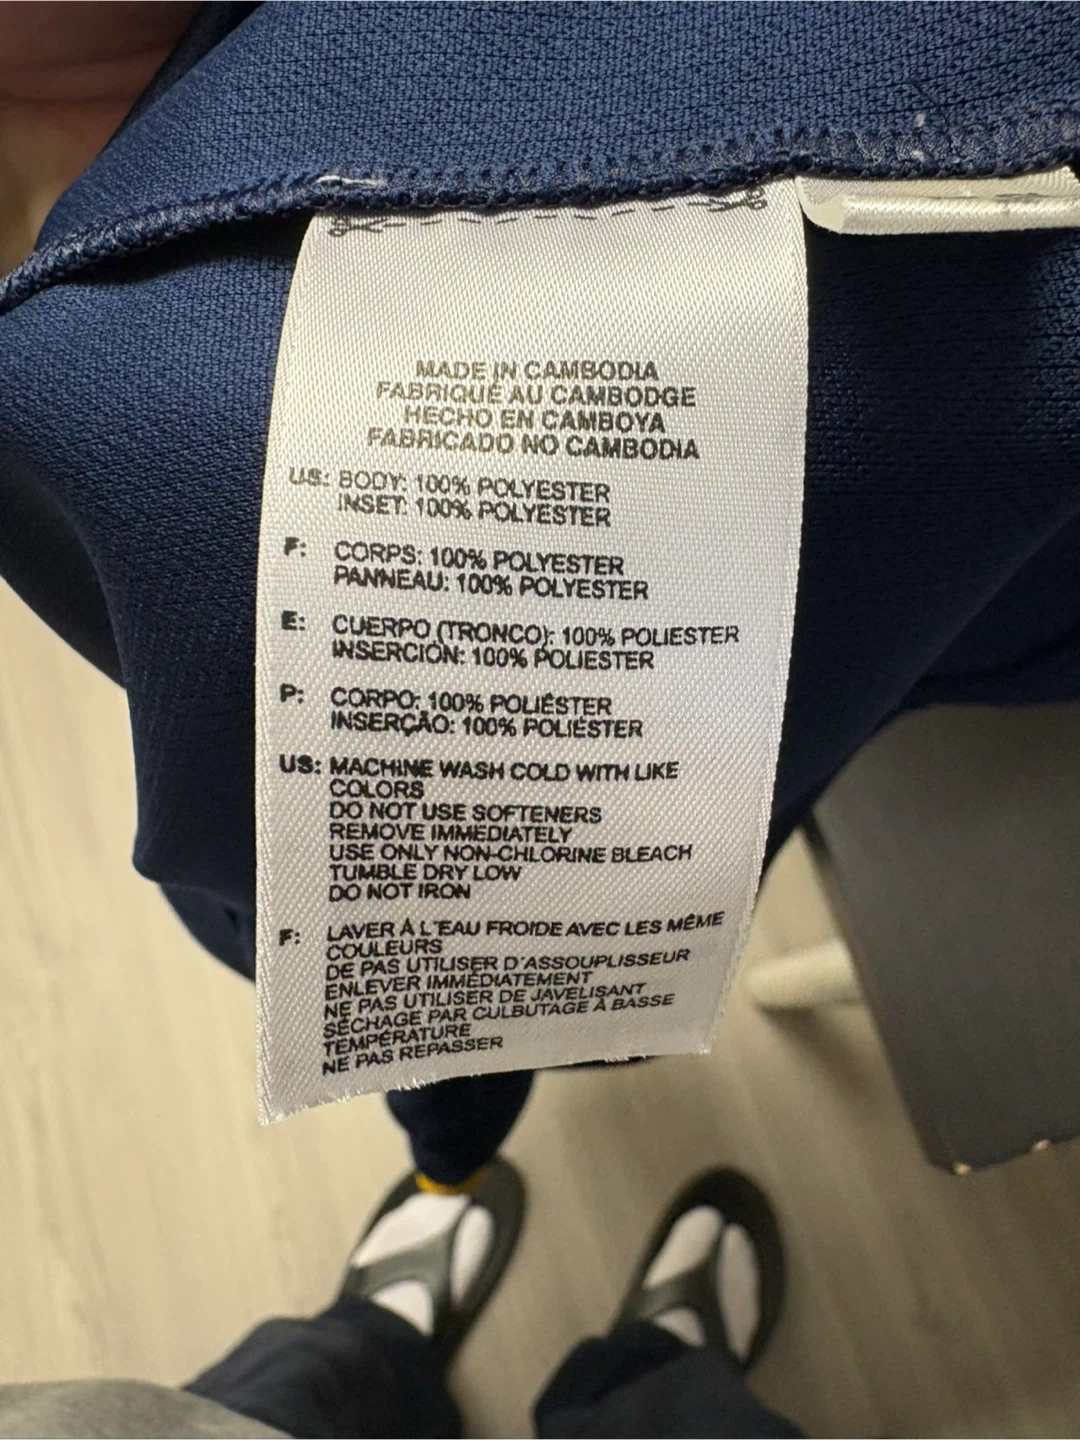 MADE IN CAMBODIA
FABRIQUÉ AU CAMBODGE
HECHO EN CAMBOYA
FABRICADO NO CAMBODIA
US: BODY: 100% POLYESTER
INSET: 100% POLYESTER
F: CORPS: 100% POLYESTER
PANNEAU: 100% POLYESTER
E: CUERPO (TRONCO): 100% POLIESTER
INSERCIÓN: 100% POLIESTER
P: CORPO: 100% POLIÉSTER
INSERÇÃO: 100% POLIÉSTER
US: MACHINE WASH COLD WITH LIKE
COLORS
DO NOT USE SOFTENERS
REMOVE IMMEDIATELY
USE ONLY NON-CHLORINE BLEACH
TUMBLE DRY LOW
DO NOT IRON
F: LAVER À L'EAU FROIDE AVEC LES MÊME
COULEURS
DE PAS UTILISER D'ASSOUPLISSEUR
ENLEVER IMMÉDIATEMENT
NE PAS UTILISER DE JAVELISANT
SÉCHAGE PAR CULBUTAGE À BASSE
TEMPÉRATURE
NE PAS REPASSER